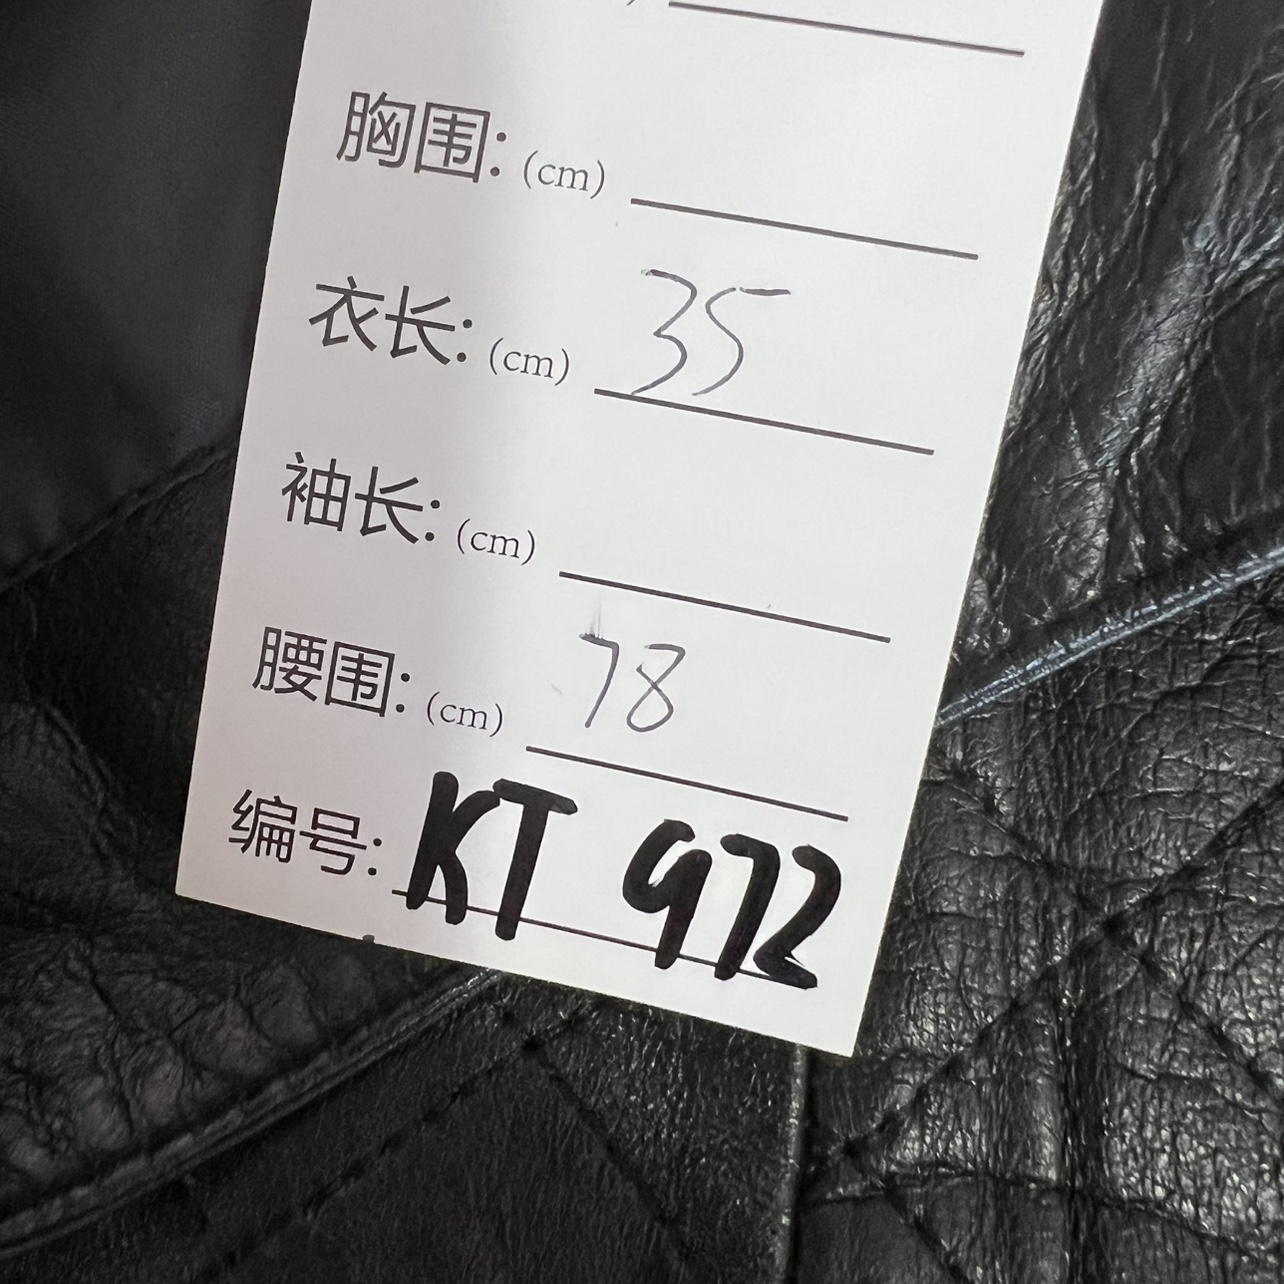 胸围: (cm)
衣长: (cm) 35
袖长: (cm)
腰围: (cm) 78
编号: KT 972